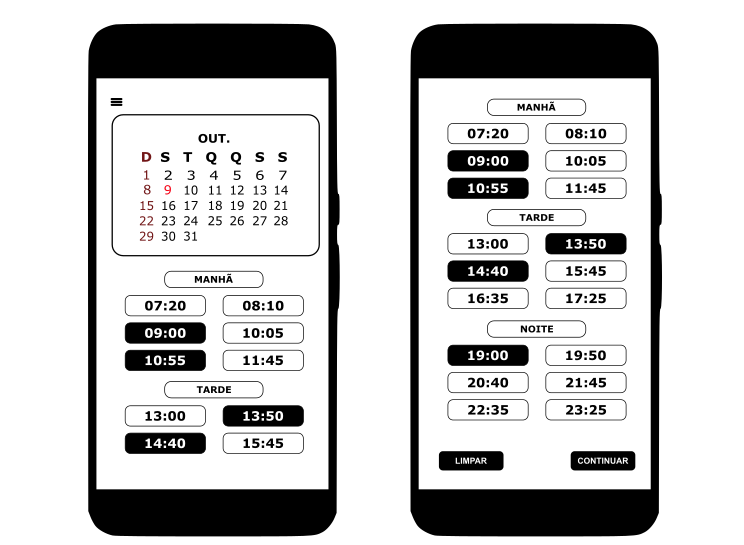 OUT.
D S T Q Q S S
1 2 3 4 5 6 7
8 9 10 11 12 13 14
15 16 17 18 19 20 21
22 23 24 25 26 27 28
29 30 31
MANHÃ
07:20 08:10
09:00 10:05
10:55 11:45
TARDE
13:00 13:50
14:40 15:45
MANHÃ
07:20 08:10
09:00 10:05
10:55 11:45
TARDE
13:00 13:50
14:40 15:45
16:35 17:25
NOITE
19:00 19:50
20:40 21:45
22:35 23:25
LIMPAR CONTINUAR